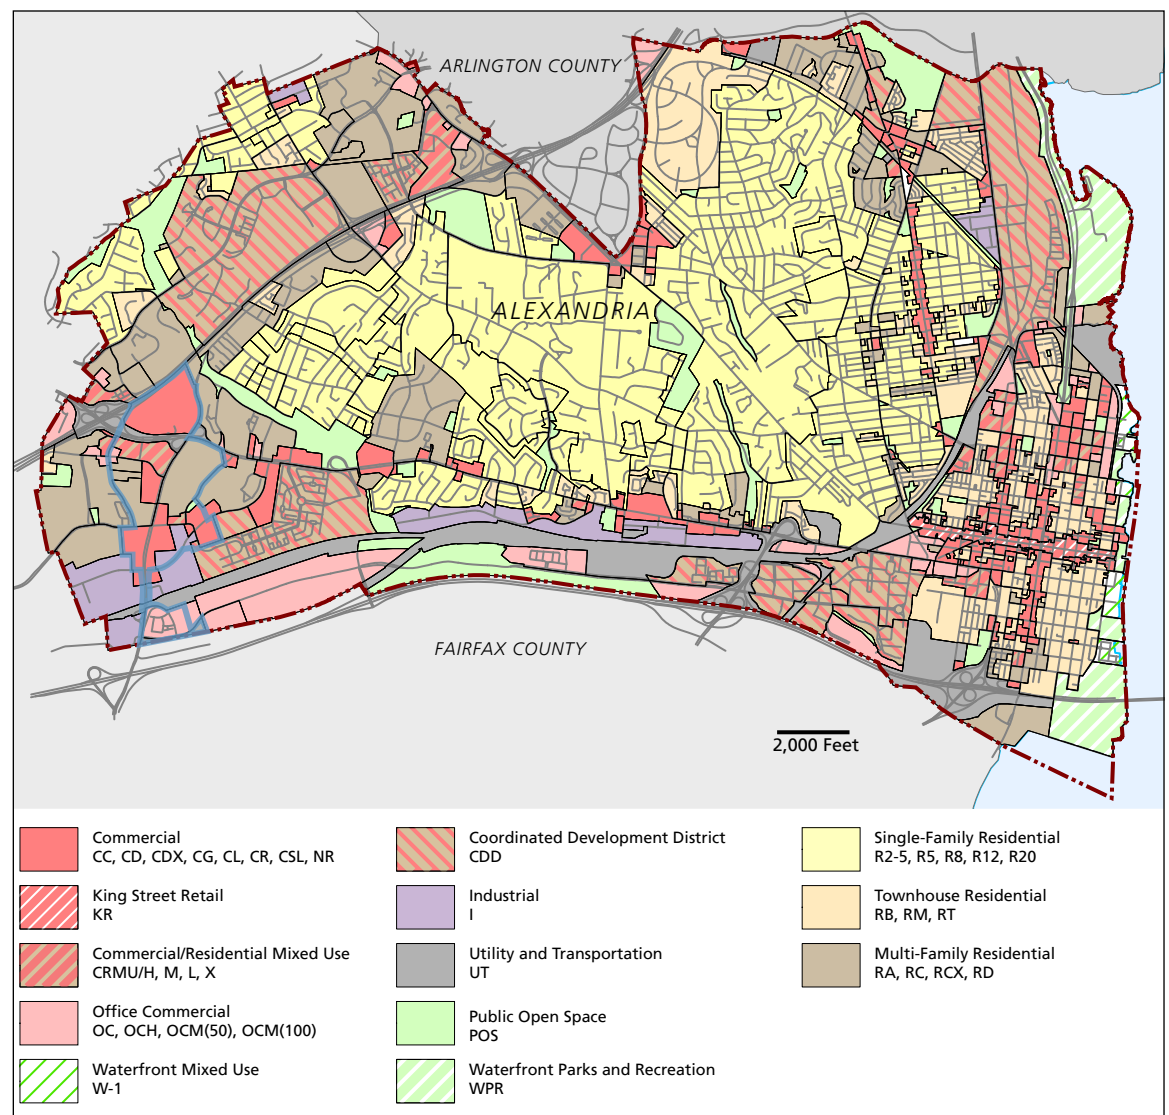 ARLINGTON COUNTY
ALEXANDRIA
FAIRFAX COUNTY
2,000 Feet
Commercial
CC, CD, CDX, CG, CL, CR, CSL, NR
King Street Retail
KR
Commercial/Residential Mixed Use
CRMU/H, M, L, X
Office Commercial
OC, OCH, OCM(50), OCM(100)
Waterfront Mixed Use
W-1
Coordinated Development District
CDD
Industrial
I
Utility and Transportation
UT
Public Open Space
POS
Waterfront Parks and Recreation
WPR
Single-Family Residential
R2-5, R5, R8, R12, R20
Townhouse Residential
RB, RM, RT
Multi-Family Residential
RA, RC, RCX, RD